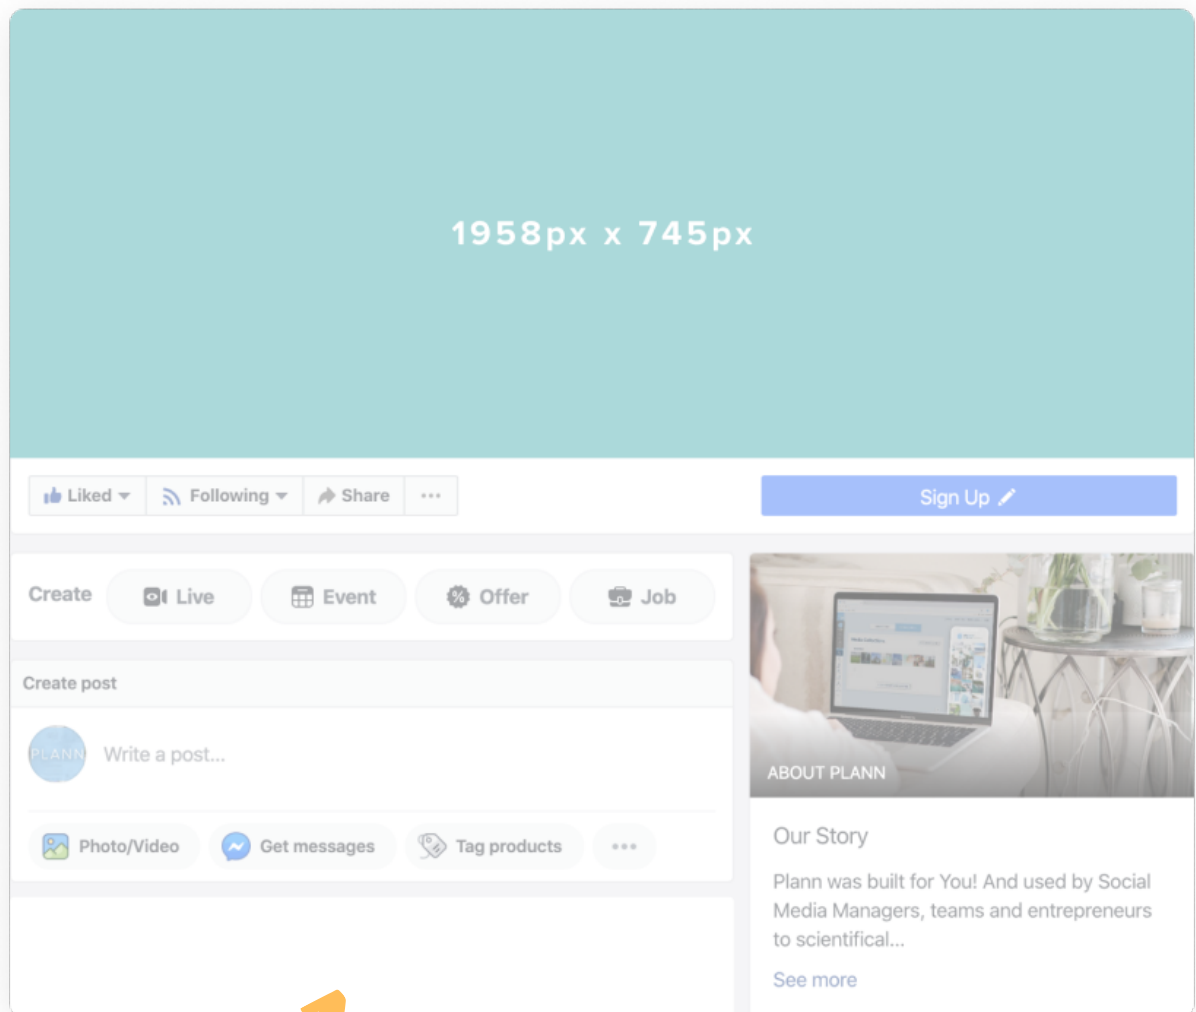 1958px x 745px
Liked Following Share
Sign Up
Create Live Event Offer Job
Create post
PLANN Write a post...
Photo/Video Get messages Tag products
ABOUT PLANN
Our Story
Plann was built for You! And used by Social
Media Managers, teams and entrepreneurs
to scientifical...
See more